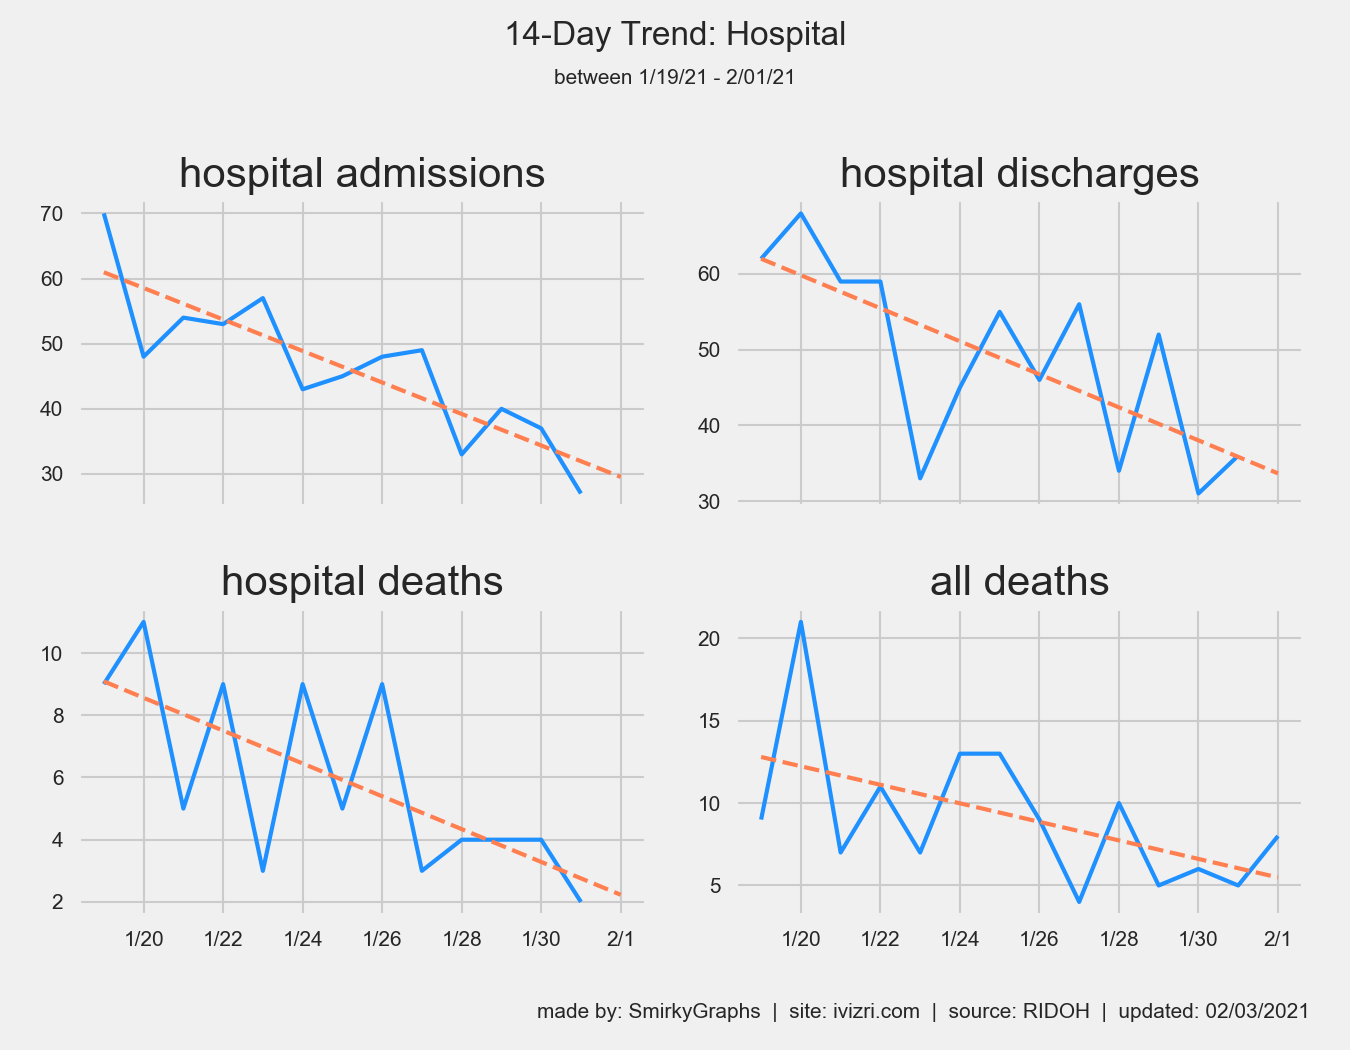 14-Day Trend: Hospital
between 1/19/21 - 2/01/21
hospital admissions
70
60
50
40
30
hospital discharges
60
50
40
30
hospital deaths
10
8
6
4
2
1/20 1/22 1/24 1/26 1/28 1/30 2/1
all deaths
20
15
10
5
1/20 1/22 1/24 1/26 1/28 1/30 2/1
made by: SmirkyGraphs | site: ivizri.com | source: RIDOH | updated: 02/03/2021